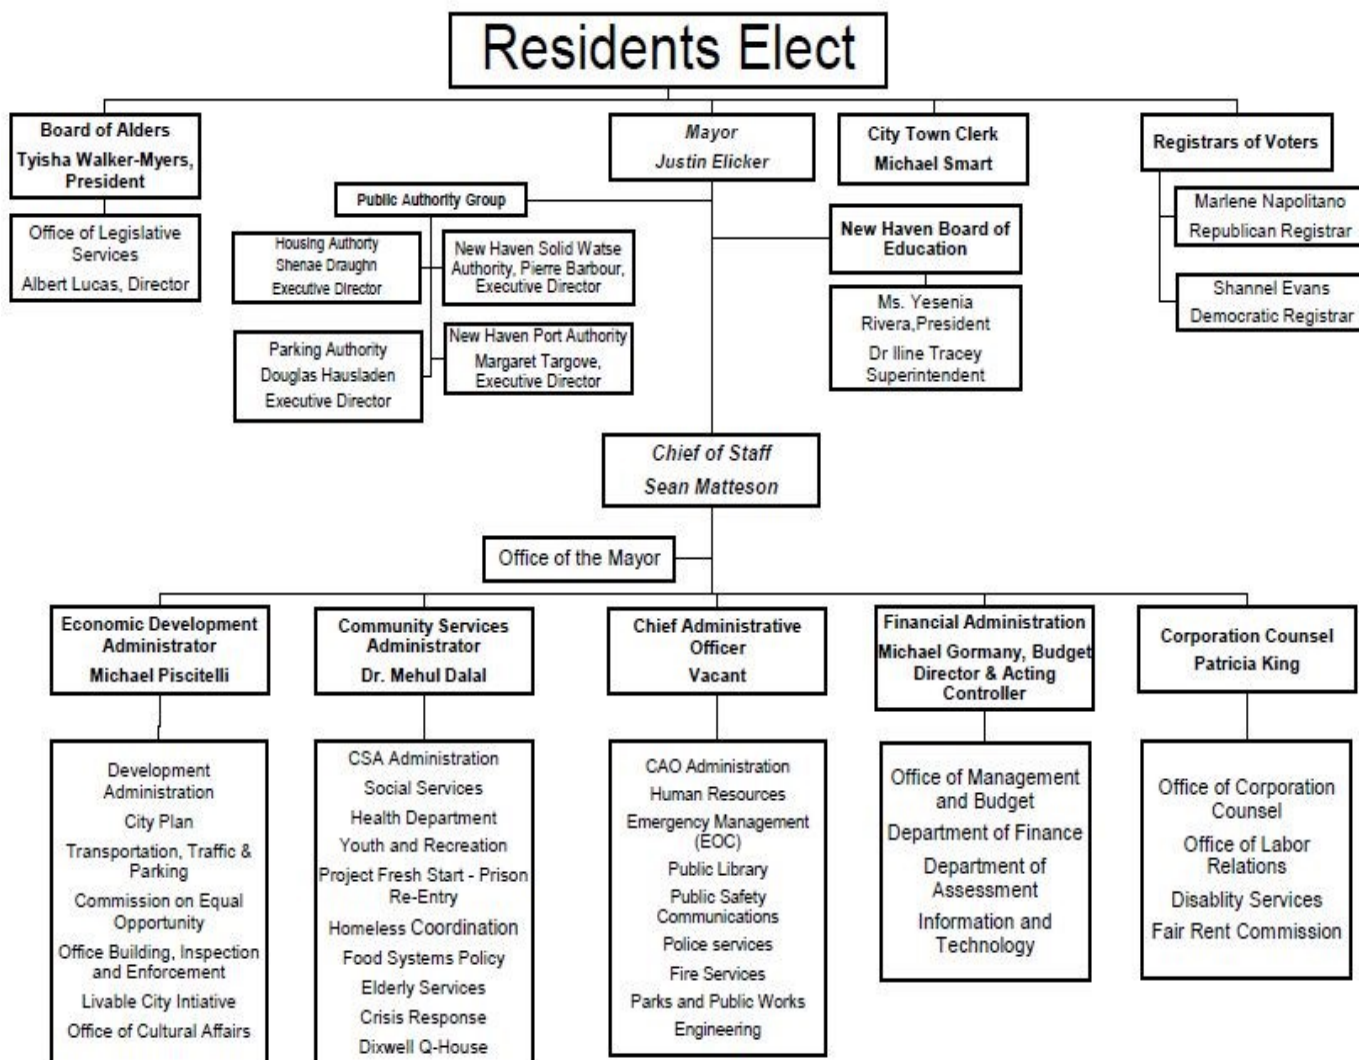 Residents Elect
Board of Alders
Tyisha Walker-Myers,
President
Office of Legislative
Services
Albert Lucas, Director
Mayor
Justin Elicker
City Town Clerk
Michael Smart
Registrars of Voters
Marlene Napolitano
Republican Registrar
Shannel Evans
Democratic Registrar
Public Authority Group
Housing Authorty
Shenae Draughn
Executive Director
New Haven Solid Watse
Authority, Pierre Barbour,
Executive Director
Parking Authority
Douglas Hausladen
Executive Director
New Haven Port Authority
Margaret Targove,
Executive Director
New Haven Board of
Education
Ms. Yesenia
Rivera,President
Dr Iline Tracey
Superintendent
Chief of Staff
Sean Matteson
Office of the Mayor
Economic Development
Administrator
Michael Piscitelli
Development
Administration
City Plan
Transportation, Traffic &
Parking
Commission on Equal
Opportunity
Office Building, Inspection
and Enforcement
Livable City Intiative
Office of Cultural Affairs
Community Services
Administrator
Dr. Mehul Dalal
CSA Administration
Social Services
Health Department
Youth and Recreation
Project Fresh Start - Prison
Re-Entry
Homeless Coordination
Food Systems Policy
Elderly Services
Crisis Response
Dixwell Q-House
Chief Administrative
Officer
Vacant
CAO Administration
Human Resources
Emergency Management
(EOC)
Public Library
Public Safety
Communications
Police services
Fire Services
Parks and Public Works
Engineering
Financial Administration
Michael Gormany, Budget
Director & Acting
Controller
Office of Management
and Budget
Department of Finance
Department of
Assessment
Information and
Technology
Corporation Counsel
Patricia King
Office of Corporation
Counsel
Office of Labor
Relations
Disablity Services
Fair Rent Commission